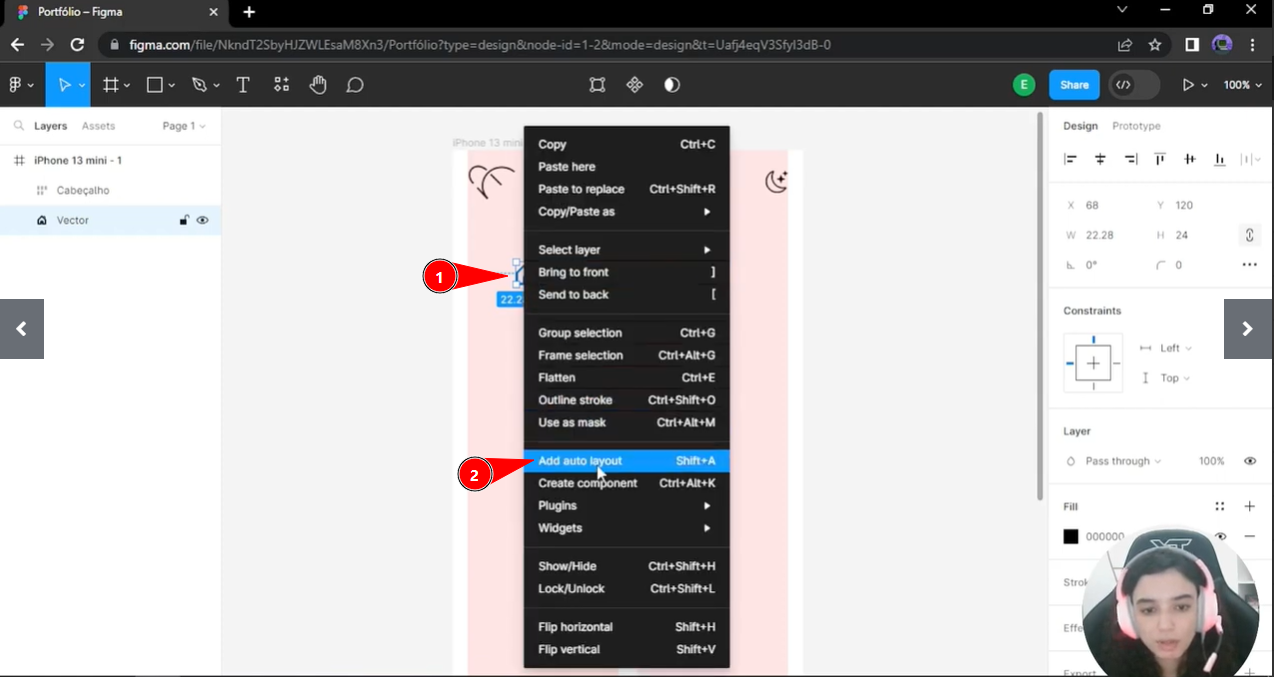 Portfólio – Figma
figma.com/file/NkndT2SbyHJZWLEsaM8Xn3/Portfólio?type=design&node-id=1-2&mode=design&t=Uafj4eqV3SfyI3dB-0
E
Share
100%
Layers Assets Page 1
iPhone 13 mini - 1
Cabeçalho
Vector
iPhone 13 mini
1
22.2
2
Copy Ctrl+C
Paste here
Paste to replace Ctrl+Shift+R
Copy/Paste as
Select layer
Bring to front ]
Send to back [
Group selection Ctrl+G
Frame selection Ctrl+Alt+G
Flatten Ctrl+E
Outline stroke Ctrl+Shift+O
Use as mask Ctrl+Alt+M
Add auto layout Shift+A
Create component Ctrl+Alt+K
Plugins
Widgets
Show/Hide Ctrl+Shift+H
Lock/Unlock Ctrl+Shift+L
Flip horizontal Shift+H
Flip vertical Shift+V
Design Prototype
X 68 Y 120
W 22.28 H 24
0° 0
Constraints
Left
Top
Layer
Pass through 100%
Fill
000000
Strok
Effe
Export